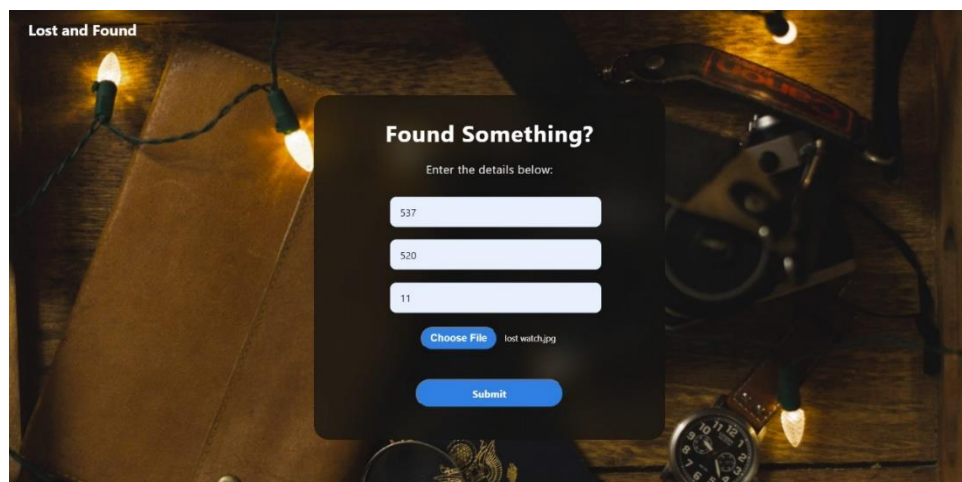 Lost and Found
Found Something?
Enter the details below:
537
520
11
Choose File lost watch.jpg
Submit